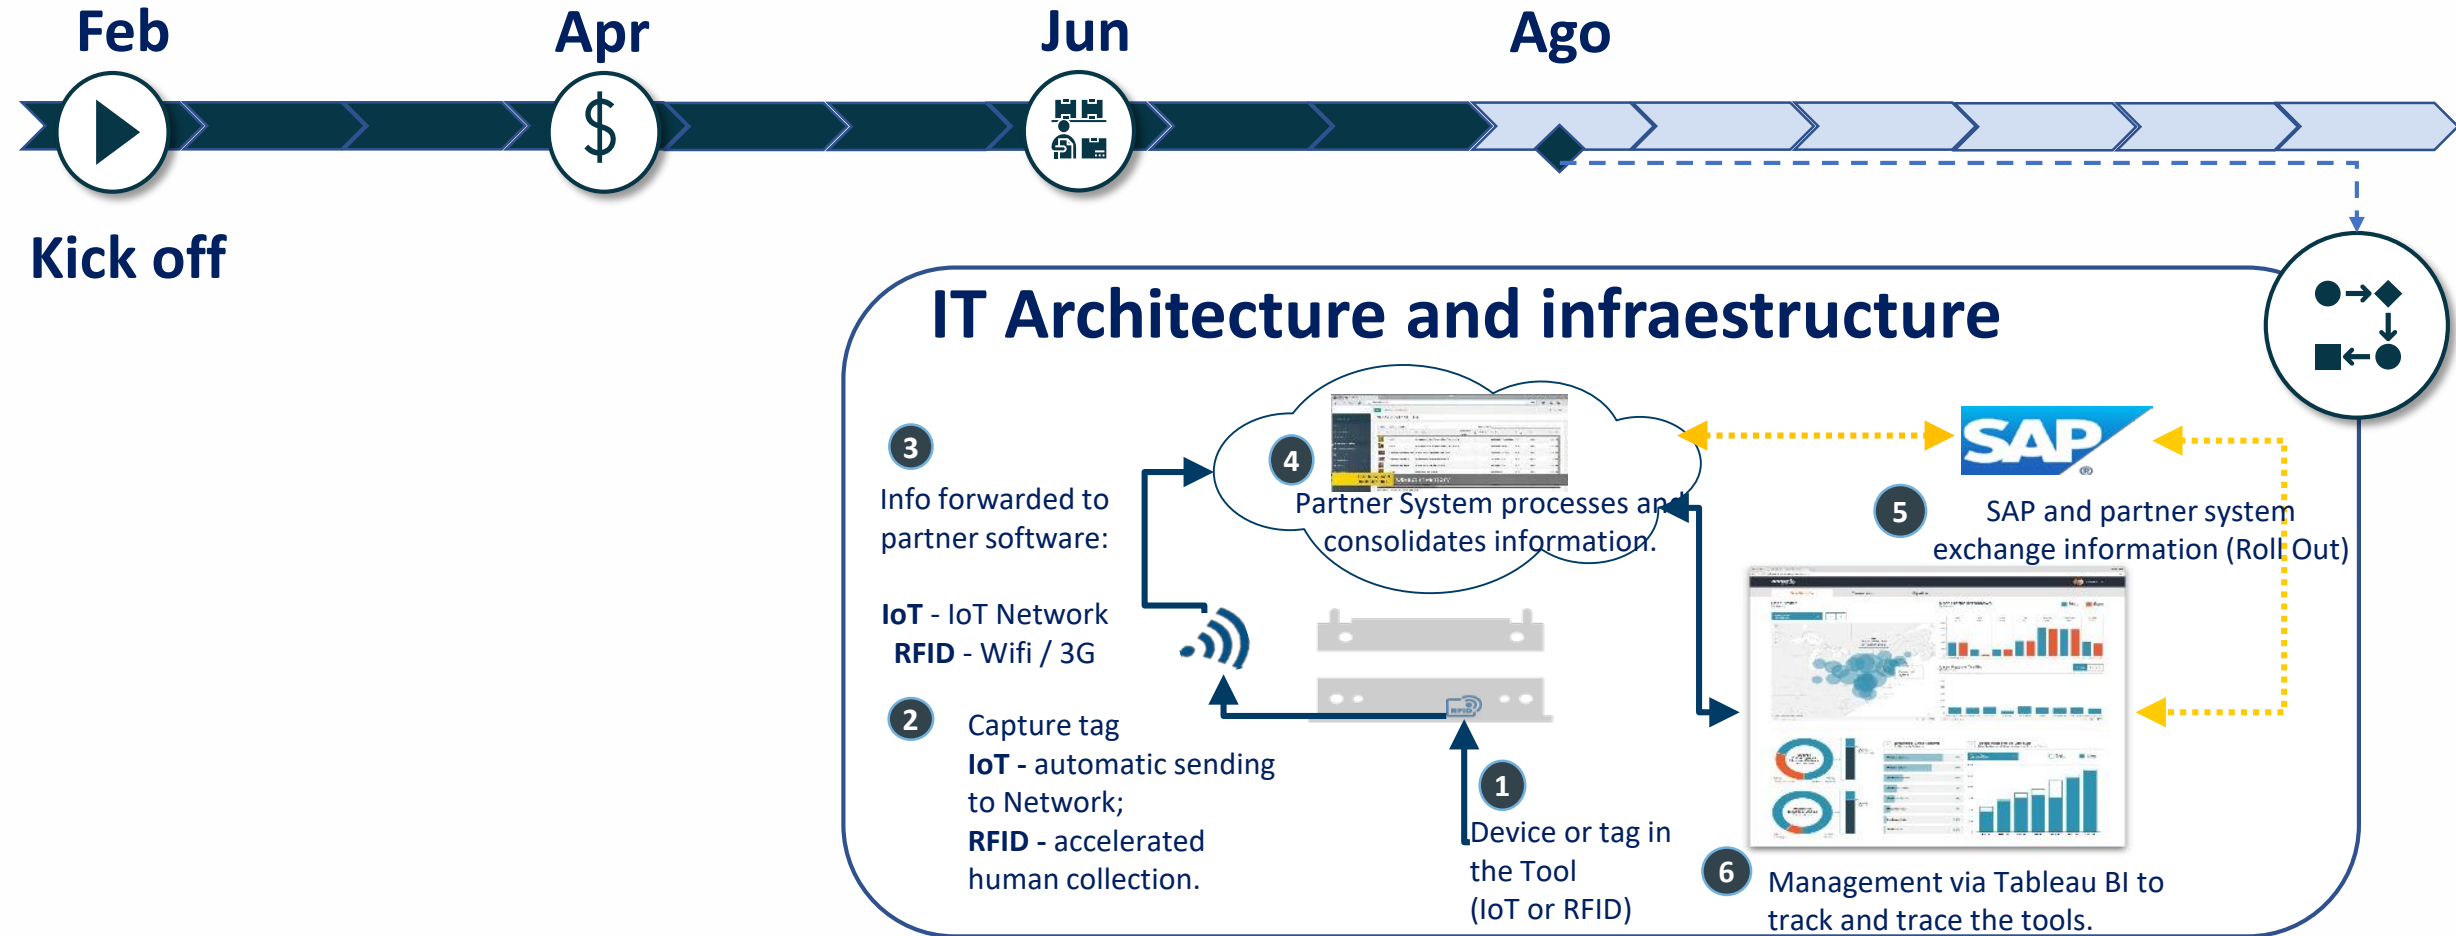 Feb
Apr
Jun
Ago
$
Kick off
IT Architecture and infraestructure
3
Info forwarded to
partner software:
IoT - IoT Network
RFID - Wifi / 3G
2
Capture tag
IoT - automatic sending
to Network;
RFID - accelerated
human collection.
4
Partner System processes and
consolidates information.
RFID
1
Device or tag in
the Tool
(IoT or RFID)
SAP
®
5
SAP and partner system
exchange information (Roll Out)
6
Management via Tableau BI to
track and trace the tools.